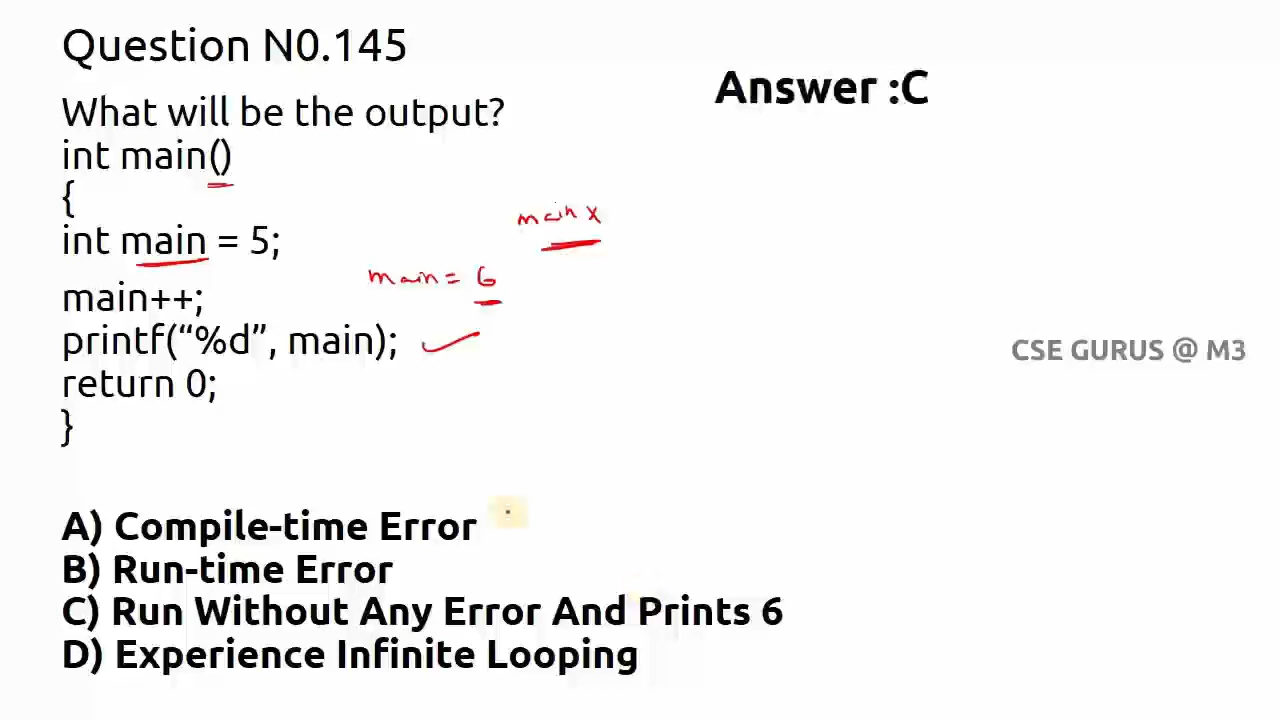 Question N0.145
Answer :C
What will be the output?
int main()
{
int main = 5;
main x
main = 6
main++;
printf(“%d”, main);
return 0;
}
CSE GURUS @ M3
A) Compile-time Error
B) Run-time Error
C) Run Without Any Error And Prints 6
D) Experience Infinite Looping